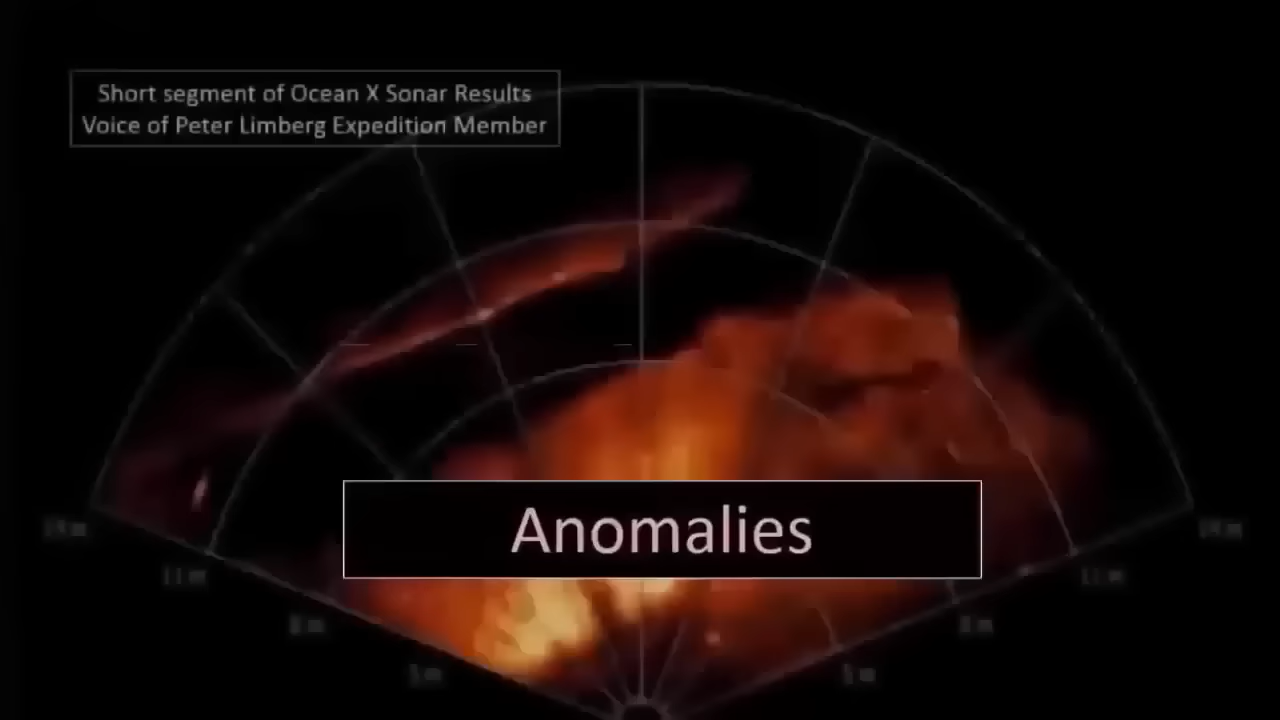 Short segment of Ocean X Sonar Results
Voice of Peter Limberg Expedition Member
Anomalies